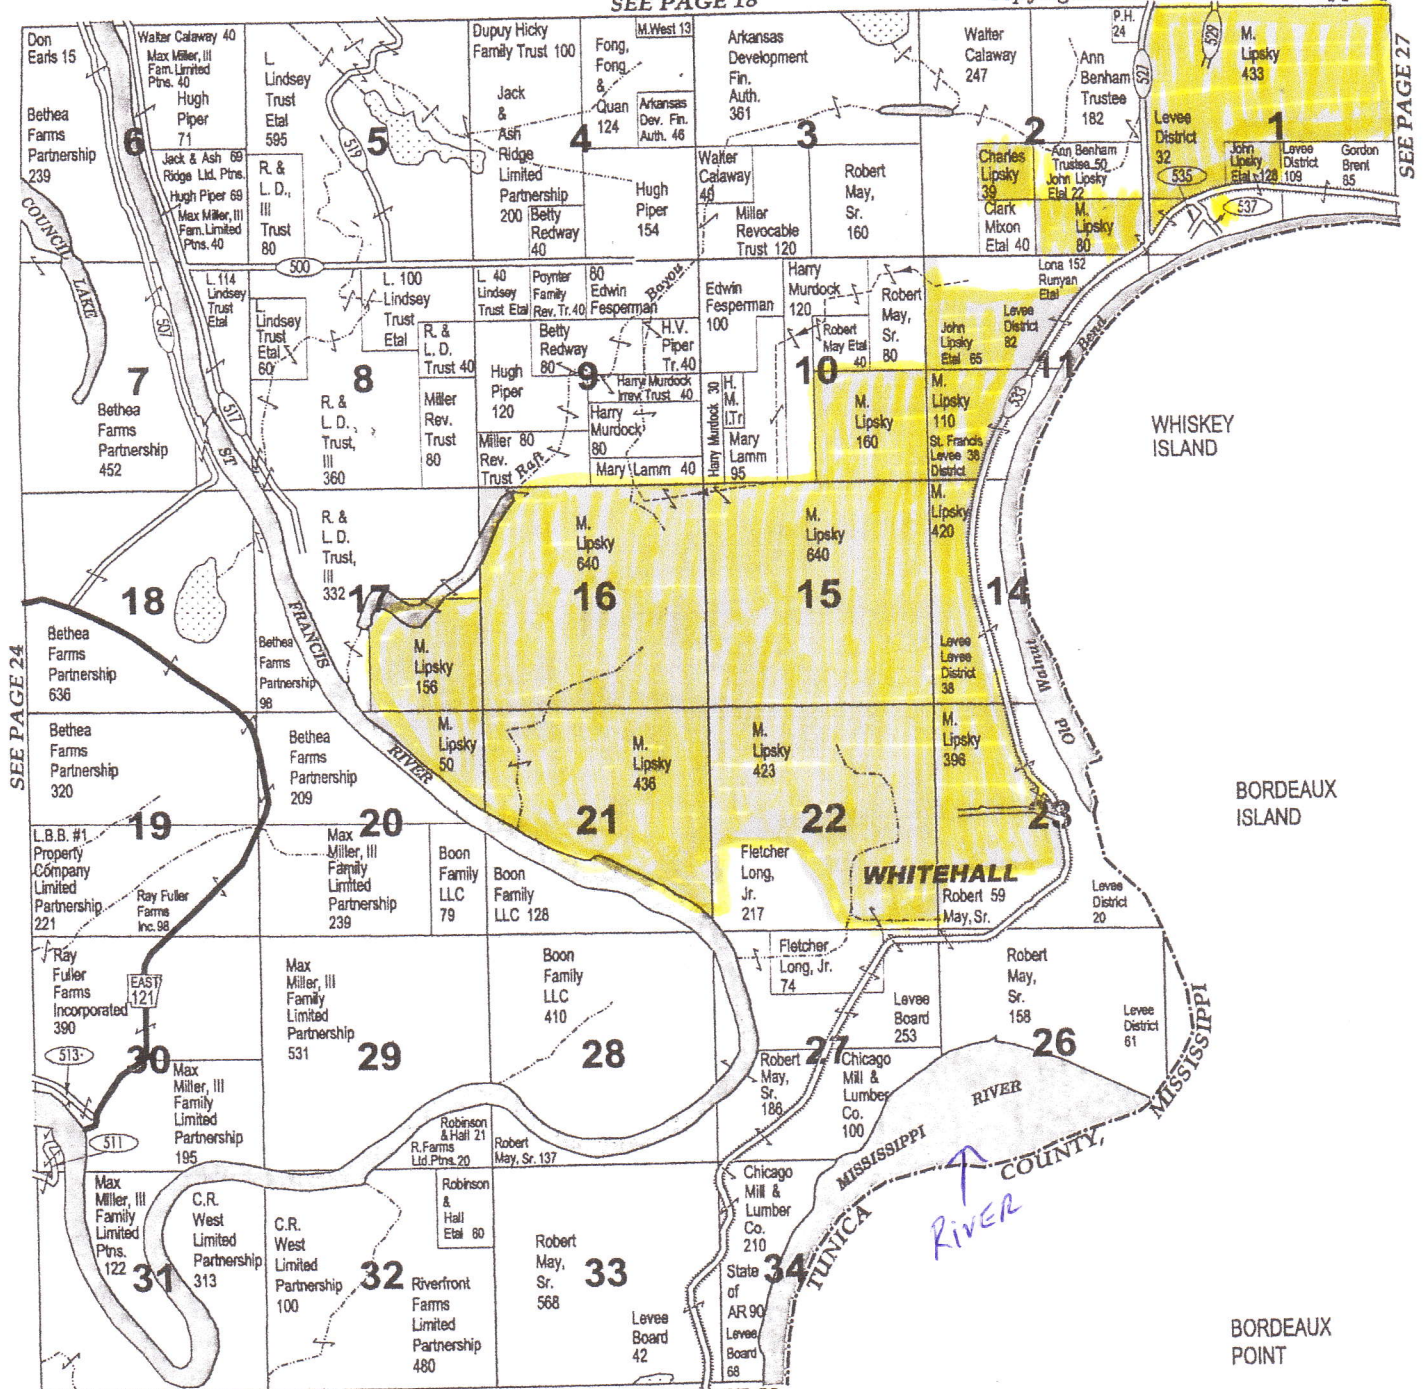 SEE PAGE 18
SEE PAGE 27
SEE PAGE 24
Don
Earls 15
Bethea
Farms
Partnership
239
6
Walter Calaway 40
Max Miller, III
Fam. Limited
Ptns. 40
Hugh
Piper
71
Jack & Ash 69
Ridge Ltd. Ptns.
Hugh Piper 69
Max Miller, III
Fam. Limited
Ptns. 40
L
Lindsey
Trust
Etal
595
R. &
L. D.,
III
Trust
80
519
5
Dupuy Hicky
Family Trust 100
Jack
&
Ash
Ridge
Limited
Partnership
200
Betty
Redway
40
4
Fong,
Fong
&
Quan
124
M.West 13
Arkansas
Dev. Fin.
Auth. 46
Hugh
Piper
154
Arkansas
Development
Fin.
Auth.
361
3
Walter
Calaway
40
Miller
Revocable
Trust 120
Robert
May,
Sr.
160
Walter
Calaway
247
2
P.H.
24
Ann
Benham
Trustee
182
527
Charles
Lipsky
39
Ann Benham
Trustee 50
John Lipsky
Etal 22
Clark
Mixon
Etal 40
M.
Lipsky
80
529
M.
Lipsky
433
Levee
District
32
1
535
John
Lipsky
Etal 128
Levee
District
109
Gordon
Brent
85
537
COUNCIL
LAKE
500
507
7
Bethea
Farms
Partnership
452
517
L. 114
Lindsey
Trust
Etal
L.
Lindsey
Trust
Etal
60
L. 100
Lindsey
Trust
Etal
R. &
L. D.
Trust 40
8
R. &
L. D.
Trust,
III
360
Miller
Rev.
Trust
80
L 40
Lindsey
Trust Etal
Poynter
Family
Rev. Tr. 40
80
Edwin
Fesperman
Bayou
Betty
Redway
80
H.V.
Piper
Tr. 40
9
Hugh
Piper
120
Harry Murdock
Irrev. Trust 40
Harry
Murdock
80
Miller 80
Rev.
Trust
Raft
Mary Lamm 40
Edwin
Fesperman
100
Harry
Murdock
120
Robert
May Etal
40
Robert
May,
Sr.
80
10
Harry Murdock 30
H.
M.
I.Tr
Mary
Lamm
95
M.
Lipsky
160
Lona 152
Runyan
Etal
John
Lipsky
Etal 65
Levee
District
82
11
Bend
M.
Lipsky
110
533
St. Francis
Levee 38
District
WHISKEY
ISLAND
ST
FRANCIS
RIVER
18
Bethea
Farms
Partnership
636
R. &
L. D.
Trust,
III
332
17
Bethea
Farms
Partnership
98
M.
Lipsky
156
M.
Lipsky
640
16
M.
Lipsky
640
15
M.
Lipsky
420
14
Levee
Levee
District
38
Walnut
Old
Bethea
Farms
Partnership
320
19
Bethea
Farms
Partnership
209
20
M.
Lipsky
50
M.
Lipsky
436
21
M.
Lipsky
423
22
M.
Lipsky
396
23
BORDEAUX
ISLAND
L.B.B. #1
Property
Company
Limited
Partnership
221
Ray Fuller
Farms
Inc. 98
Max
Miller, III
Family
Limited
Partnership
239
Boon
Family
LLC
79
Boon
Family
LLC 128
Fletcher
Long,
Jr.
217
WHITEHALL
Robert 59
May, Sr.
Levee
District
20
Ray
Fuller
Farms
Incorporated
390
EAST
121
513
30
Max
Miller, III
Family
Limited
Partnership
195
511
Max
Miller, III
Family
Limited
Partnership
531
29
Boon
Family
LLC
410
28
Fletcher
Long, Jr.
74
Levee
Board
253
27
Robert
May,
Sr.
186
Chicago
Mill &
Lumber
Co.
100
Robert
May,
Sr.
158
26
Levee
District
61
MISSISSIPPI
RIVER
MISSISSIPPI
TUNICA
COUNTY,
RIVER
Robinson
& Hall 21
R. Farms
Ltd. Ptns. 20
Robert
May, Sr. 137
Max
Miller, III
Family
Limited
Ptns.
122
31
C.R.
West
Limited
Partnership
313
C.R.
West
Limited
Partnership
100
32
Robinson
&
Hall
Etal 60
Riverfront
Farms
Limited
Partnership
480
Robert
May,
Sr.
568
33
Levee
Board
42
Chicago
Mill &
Lumber
Co.
210
34
State
of
AR 90
Levee
Board
68
BORDEAUX
POINT